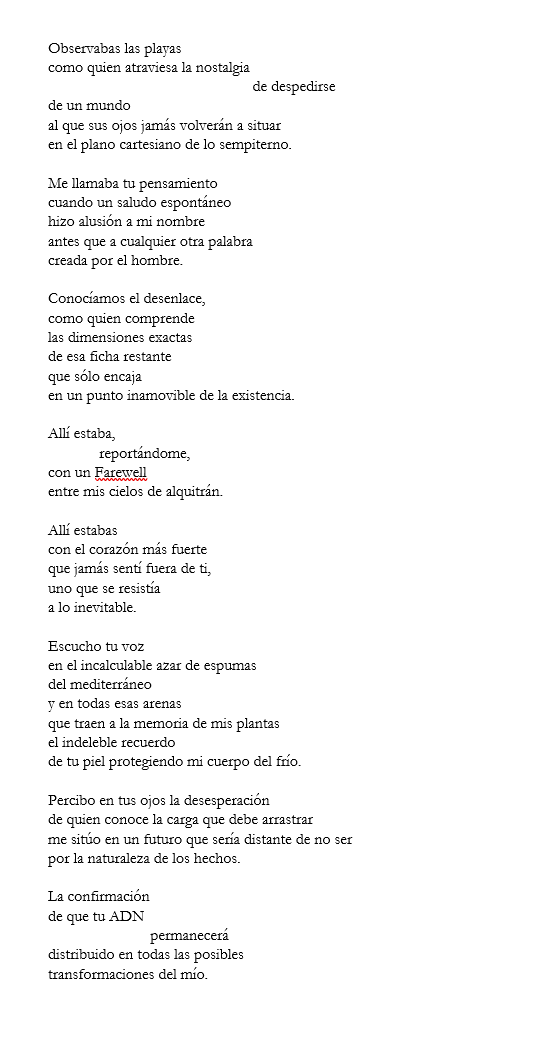 Observabas las playas
como quien atraviesa la nostalgia
de despedirse
de un mundo
al que sus ojos jamás volverán a situar
en el plano cartesiano de lo sempiterno.

Me llamaba tu pensamiento
cuando un saludo espontáneo
hizo alusión a mi nombre
antes que a cualquier otra palabra
creada por el hombre.

Conocíamos el desenlace,
como quien comprende
las dimensiones exactas
de esa ficha restante
que sólo encaja
en un punto inamovible de la existencia.

Allí estaba,
reportándome,
con un Farewell
entre mis cielos de alquitrán.

Allí estabas
con el corazón más fuerte
que jamás sentí fuera de ti,
uno que se resistía
a lo inevitable.

Escucho tu voz
en el incalculable azar de espumas
del mediterráneo
y en todas esas arenas
que traen a la memoria de mis plantas
el indeleble recuerdo
de tu piel protegiendo mi cuerpo del frío.

Percibo en tus ojos la desesperación
de quien conoce la carga que debe arrastrar
me sitúo en un futuro que sería distante de no ser
por la naturaleza de los hechos.

La confirmación
de que tu ADN
permanecerá
distribuido en todas las posibles
transformaciones del mío.